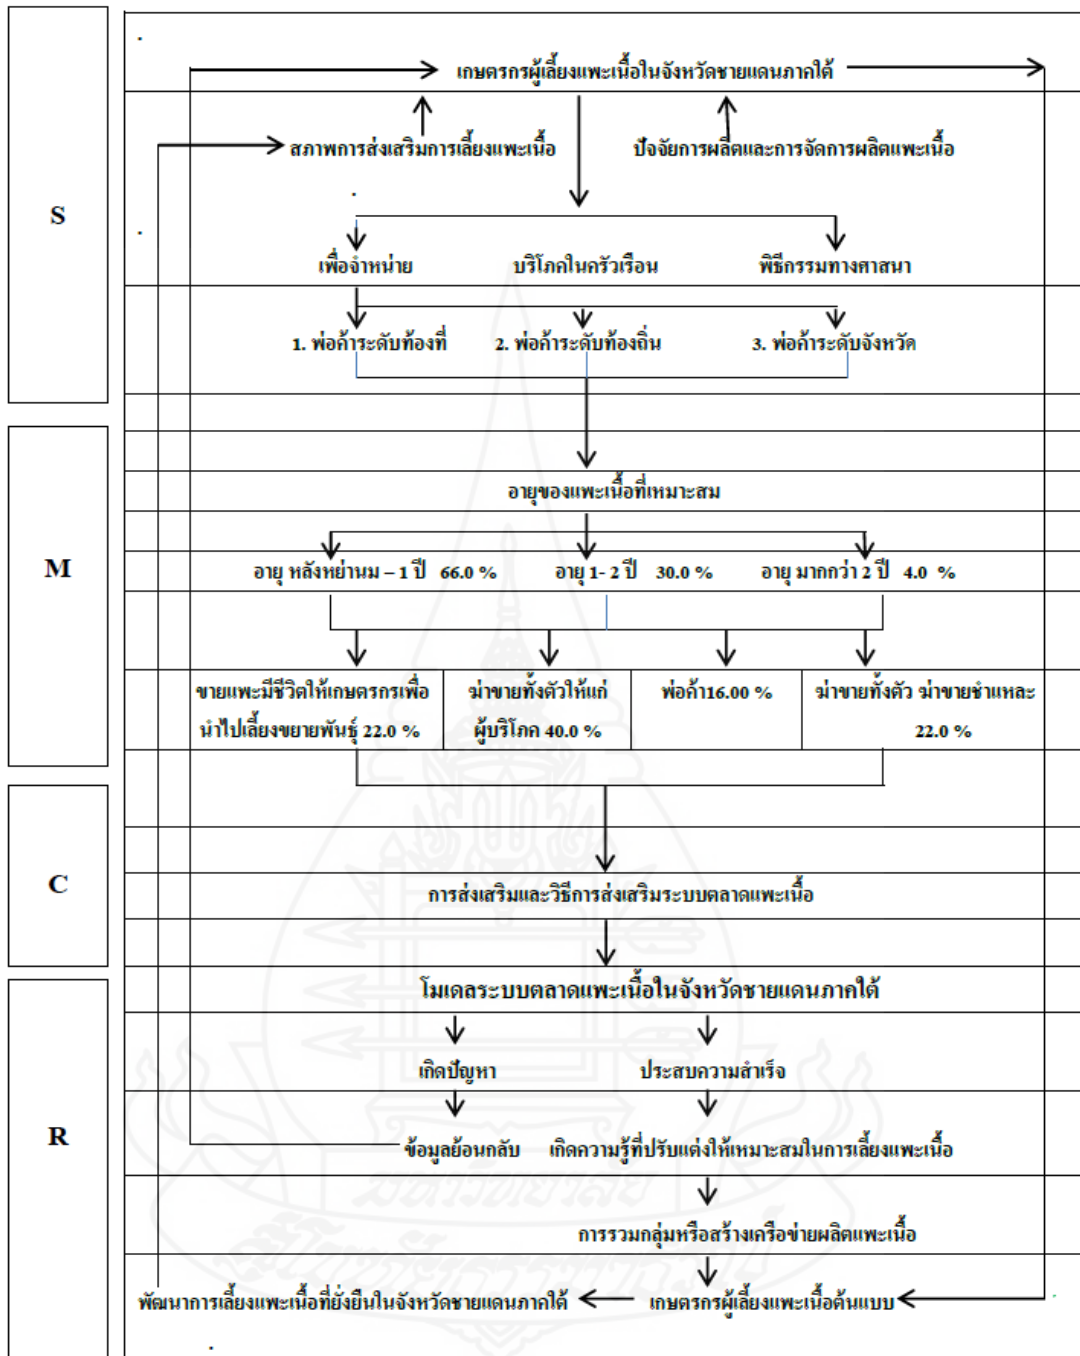 เกษตรกรผู้เลี้ยงแพะเนื้อในจังหวัดชายแดนภาคใต้
สภาพการส่งเสริมการเลี้ยงแพะเนื้อ ปัจจัยการผลิตและการจัดการผลิตแพะเนื้อ
S
เพื่อจำหน่าย บริโภคในครัวเรือน พิธีกรรมทางศาสนา
1. พ่อค้าระดับท้องที่ 2. พ่อค้าระดับท้องถิ่น 3. พ่อค้าระดับจังหวัด
อายุของแพะเนื้อที่เหมาะสม
M
อายุ หลังหย่านม – 1 ปี 66.0 % อายุ 1- 2 ปี 30.0 % อายุ มากกว่า 2 ปี 4.0 %
ขายแพะมีชีวิตให้เกษตรกรเพื่อ
นำไปเลี้ยงขยายพันธุ์ 22.0 %
ฆ่าขายทั้งตัวให้แก่
ผู้บริโภค 40.0 %
พ่อค้า16.00 %
ฆ่าขายทั้งตัว ฆ่าขายชำแหละ
22.0 %
C
การส่งเสริมและวิธีการส่งเสริมระบบตลาดแพะเนื้อ
โมเดลระบบตลาดแพะเนื้อในจังหวัดชายแดนภาคใต้
เกิดปัญหา ประสบความสำเร็จ
R
ข้อมูลย้อนกลับ เกิดความรู้ที่ปรับแต่งให้เหมาะสมในการเลี้ยงแพะเนื้อ
มหาวิทยาลัย
การรวมกลุ่มหรือสร้างเครือข่ายผลิตแพะเนื้อ
สุโขทัยธรรมาธิราช
พัฒนาการเลี้ยงแพะเนื้อที่ยั่งยืนในจังหวัดชายแดนภาคใต้ เกษตรกรผู้เลี้ยงแพะเนื้อต้นแบบ